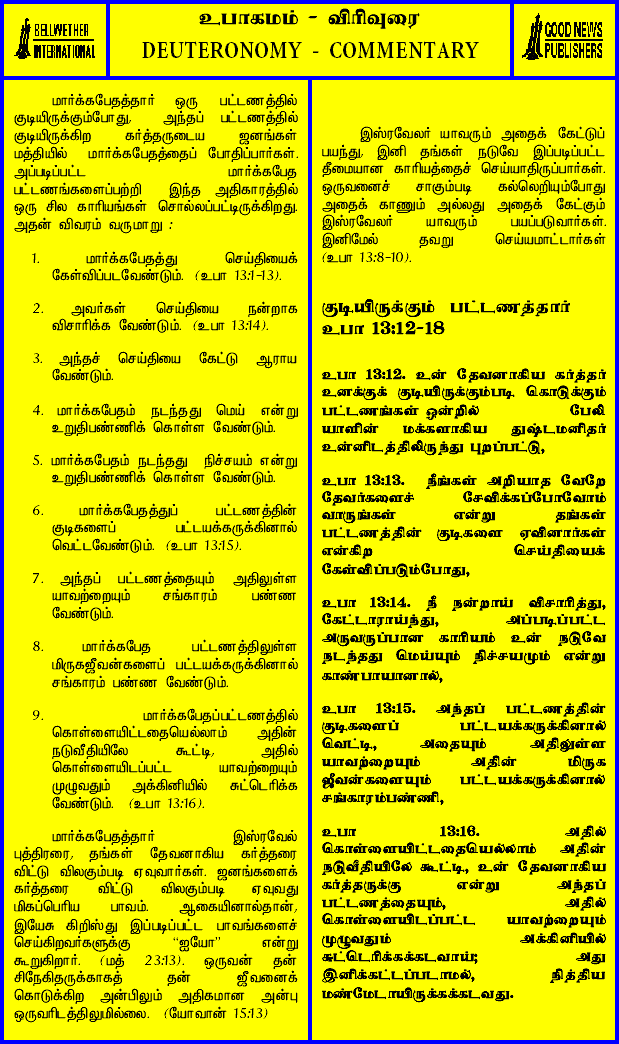 BELLWETHER
INTERNATIONAL
உபாகமம் - விரிவுரை
DEUTERONOMY - COMMENTARY
GOOD NEWS
PUBLISHERS
மார்க்கபேதத்தார் ஒரு பட்டணத்தில்
குடியிருக்கும்போது, அந்தப் பட்டணத்தில்
குடியிருக்கிற கர்த்தருடைய ஜனங்கள்
மத்தியில் மார்க்கபேதத்தைப் போதிப்பார்கள்.
அப்படிப்பட்ட மார்க்கபேத
பட்டணங்களைப்பற்றி இந்த அதிகாரத்தில்
ஒரு சில காரியங்கள் சொல்லப்பட்டிருக்கிறது.
அதன் விவரம் வருமாறு :
1. மார்க்கபேதத்து செய்தியைக்
கேள்விப்படவேண்டும். (உபா 13:1-13).
2. அவர்கள் செய்தியை நன்றாக
விசாரிக்க வேண்டும். (உபா 13:14).
3. அந்தச் செய்தியை கேட்டு ஆராய
வேண்டும்.
4. மார்க்கபேதம் நடந்தது மெய் என்று
உறுதிபண்ணிக் கொள்ள வேண்டும்.
5. மார்க்கபேதம் நடந்தது நிச்சயம் என்று
உறுதிபண்ணிக் கொள்ள வேண்டும்.
6. மார்க்கபேதத்துப் பட்டணத்தின்
குடிகளைப் பட்டயக்கருக்கினால்
வெட்டவேண்டும். (உபா 13:15).
7. அந்தப் பட்டணத்தையும் அதிலுள்ள
யாவற்றையும் சங்காரம் பண்ண
வேண்டும்.
8. மார்க்கபேத பட்டணத்திலுள்ள
மிருகஜீவன்களைப் பட்டயக்கருக்கினால்
சங்காரம் பண்ண வேண்டும்.
9. மார்க்கபேதப்பட்டணத்தில்
கொள்ளையிட்டதையெல்லாம் அதின்
நடுவீதியிலே கூட்டி, அதில்
கொள்ளையிடப்பட்ட யாவற்றையும்
முழுவதும் அக்கினியில் சுட்டெரிக்க
வேண்டும். (உபா 13:16).
மார்க்கபேதத்தார் இஸ்ரவேல்
புத்திரரை, தங்கள் தேவனாகிய கர்த்தரை
விட்டு விலகும்படி ஏவுவார்கள். ஜனங்களைக்
கர்த்தரை விட்டு விலகும்படி ஏவுவது
மிகப்பெரிய பாவம். ஆகையினால்தான்,
இயேசு கிறிஸ்து இப்படிப்பட்ட பாவங்களைச்
செய்கிறவர்களுக்கு “ஐயோ” என்று
கூறுகிறார். (மத் 23:13). ஒருவன் தன்
சிநேகிதருக்காகத் தன் ஜீவனைக்
கொடுக்கிற அன்பிலும் அதிகமான அன்பு
ஒருவரிடத்திலுமில்லை. (யோவான் 15:13)
இஸ்ரவேலர் யாவரும் அதைக் கேட்டுப்
பயந்து, இனி தங்கள் நடுவே இப்படிப்பட்ட
தீமையான காரியத்தைச் செய்யாதிருப்பார்கள்.
ஒருவனைச் சாகும்படி கல்லெறியும்போது
அதைக் காணும் அல்லது அதைக் கேட்கும்
இஸ்ரவேலர் யாவரும் பயப்படுவார்கள்.
இனிமேல் தவறு செய்யமாட்டார்கள்
(உபா 13:8-10).
குடியிருக்கும் பட்டணத்தார்
உபா 13:12-18
உபா 13:12. உன் தேவனாகிய கர்த்தர்
உனக்குக் குடியிருக்கும்படி கொடுக்கும்
பட்டணங்கள் ஒன்றில் பேலி
யாளின் மக்களாகிய துஷ்டமனிதர்
உன்னிடத்திலிருந்து புறப்பட்டு,
உபா 13:13. நீங்கள் அறியாத வேறே
தேவர்களைச் சேவிக்கப்போவோம்
வாருங்கள் என்று தங்கள்
பட்டணத்தின் குடிகளை ஏவினார்கள்
என்கிற செய்தியைக்
கேள்விப்படும்போது,
உபா 13:14. நீ நன்றாய் விசாரித்து,
கேட்டாராய்ந்து, அப்படிப்பட்ட
அருவருப்பான காரியம் உன் நடுவே
நடந்தது மெய்யும் நிச்சயமும் என்று
காண்பாயானால்,
உபா 13:15. அந்தப் பட்டணத்தின்
குடிகளைப் பட்டயக்கருக்கினால்
வெட்டி, அதையும் அதிலுள்ள
யாவற்றையும் அதின் மிருக
ஜீவன்களையும் பட்டயக்கருக்கினால்
சங்காரம்பண்ணி,
உபா 13:16. அதில்
கொள்ளையிட்டதையெல்லாம் அதின்
நடுவீதியிலே கூட்டி, உன் தேவனாகிய
கர்த்தருக்கு என்று அந்தப்
பட்டணத்தையும், அதில்
கொள்ளையிடப்பட்ட யாவற்றையும்
முழுவதும் அக்கினியில்
சுட்டெரிக்கக்கடவாய்; அது
இனிக்கட்டப்படாமல், நித்திய
மண்மேடாயிருக்கக்கடவது.